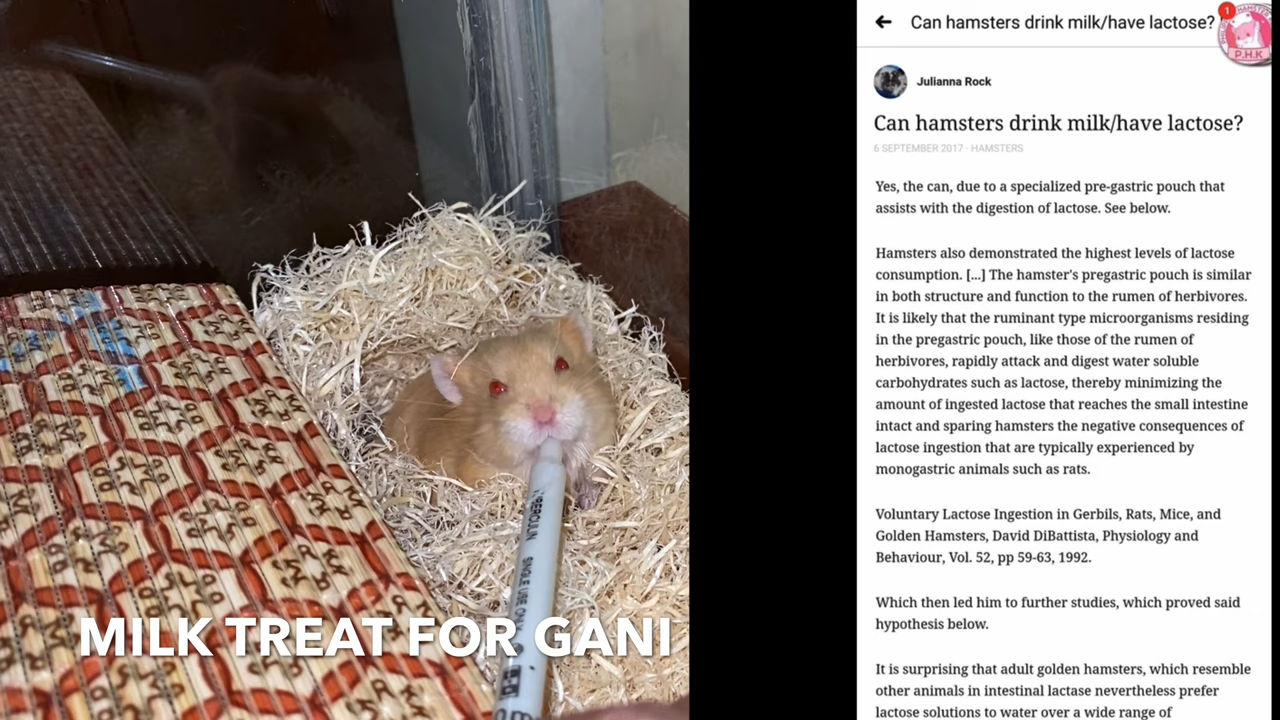 MILK TREAT FOR GANI
SINGLE USE ONLY
Can hamsters drink milk/have lactose?
1
P.H.K
Julianna Rock
Can hamsters drink milk/have lactose?
6 SEPTEMBER 2017 · HAMSTERS
Yes, the can, due to a specialized pre-gastric pouch that
assists with the digestion of lactose. See below.
Hamsters also demonstrated the highest levels of lactose
consumption. [...] The hamster's pregastric pouch is similar
in both structure and function to the rumen of herbivores.
It is likely that the ruminant type microorganisms residing
in the pregastric pouch, like those of the rumen of
herbivores, rapidly attack and digest water soluble
carbohydrates such as lactose, thereby minimizing the
amount of ingested lactose that reaches the small intestine
intact and sparing hamsters the negative consequences of
lactose ingestion that are typically experienced by
monogastric animals such as rats.
Voluntary Lactose Ingestion in Gerbils, Rats, Mice, and
Golden Hamsters, David DiBattista, Physiology and
Behaviour, Vol. 52, pp 59-63, 1992.
Which then led him to further studies, which proved said
hypothesis below.
It is surprising that adult golden hamsters, which resemble
other animals in intestinal lactase nevertheless prefer
lactose solutions to water over a wide range of